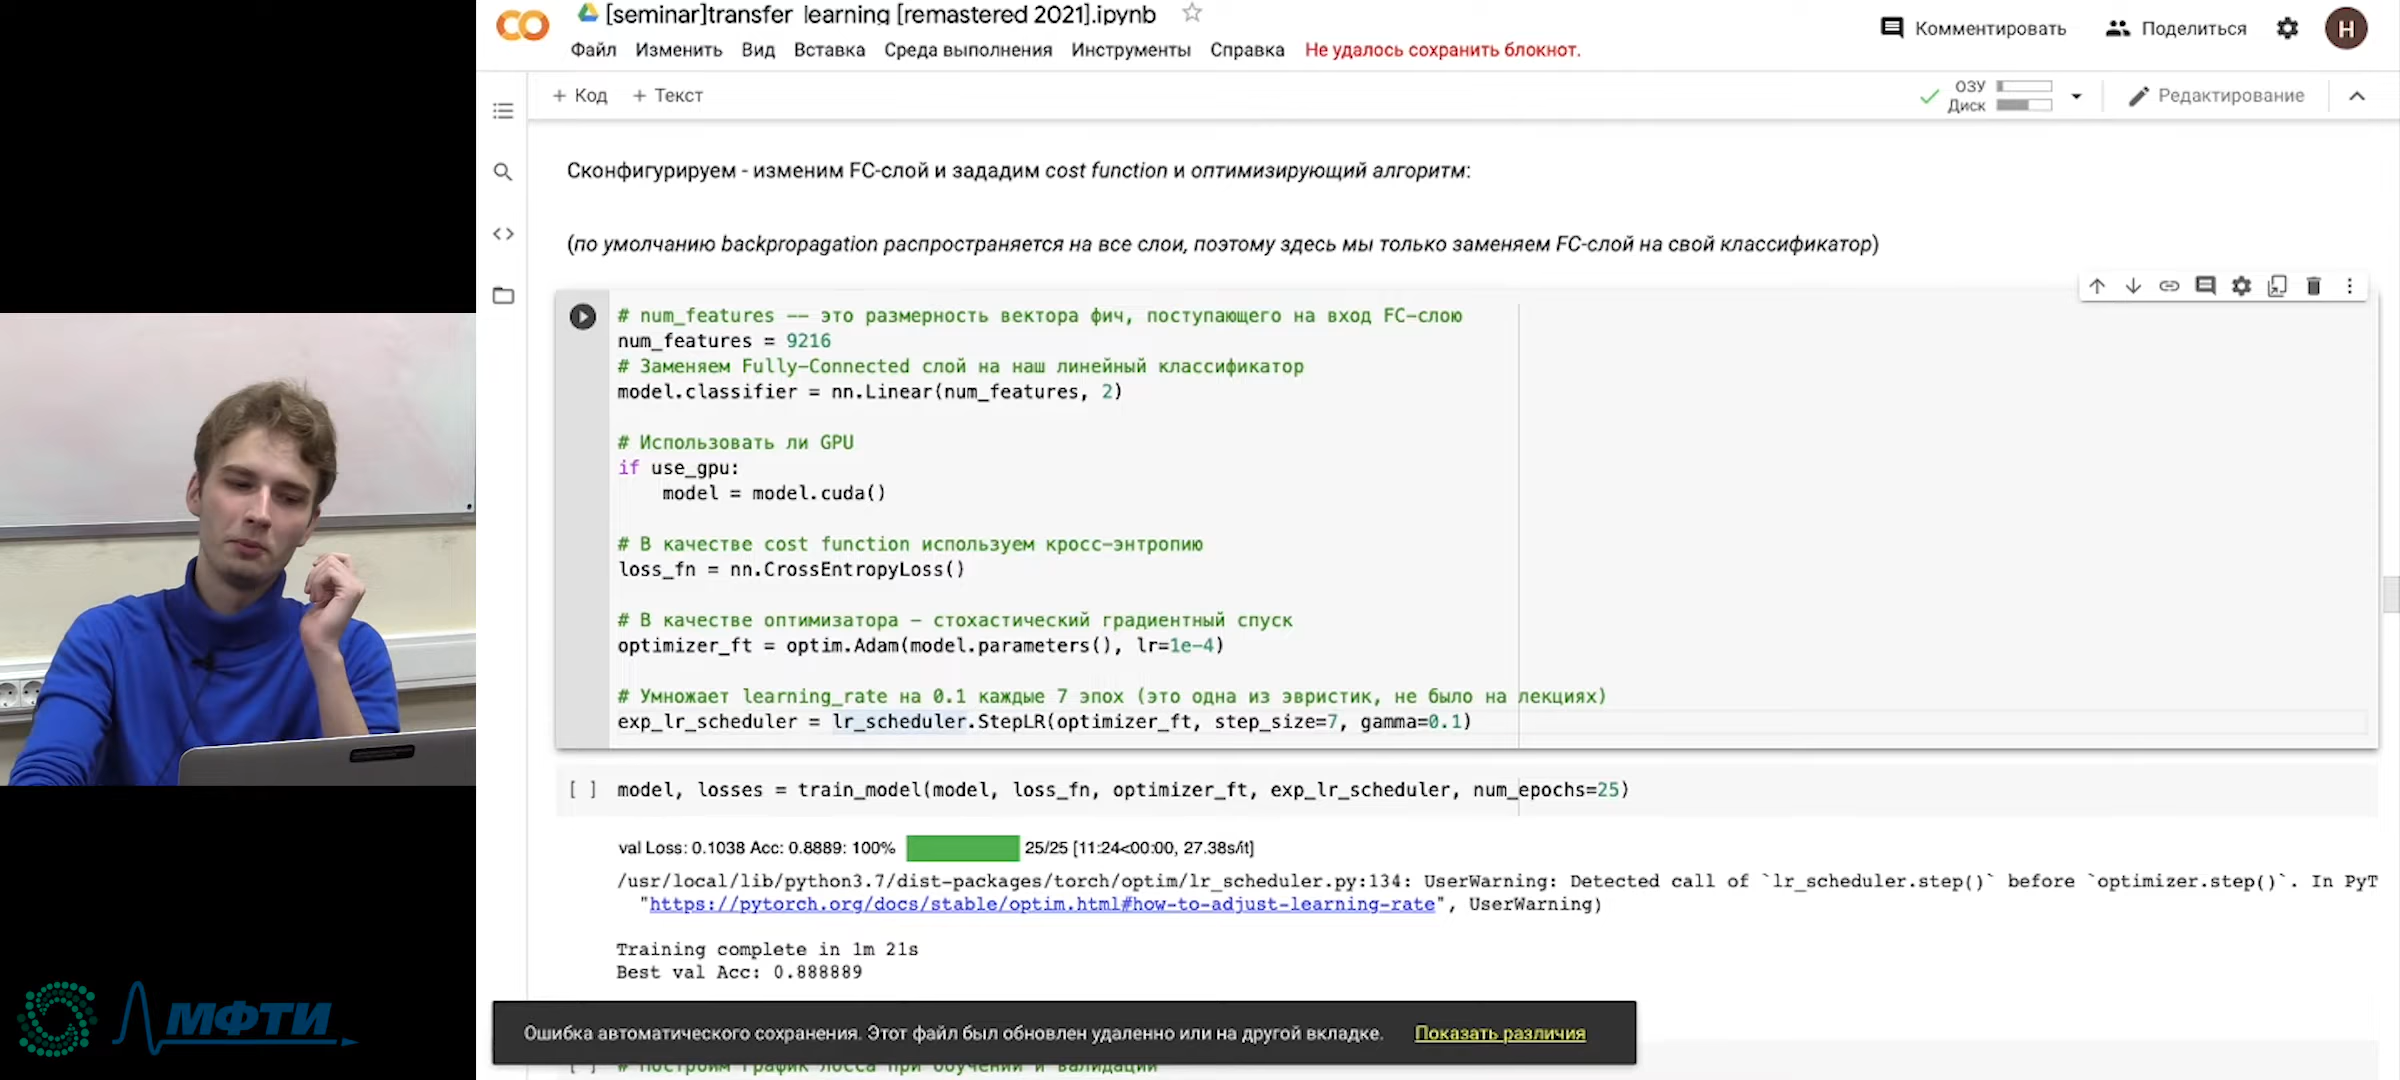 [seminar]transfer_learning [remastered 2021].ipynb
Файл Изменить Вид Вставка Среда выполнения Инструменты Справка Не удалось сохранить блокнот.
Комментировать Поделиться Н
+ Код + Текст
ОЗУ
Диск
Редактирование
Сконфигурируем - изменим FC-слой и зададим cost function и оптимизирующий алгоритм:
(по умолчанию backpropagation распространяется на все слои, поэтому здесь мы только заменяем FC-слой на свой классификатор)
# num_features -- это размерность вектора фич, поступающего на вход FC-слою
num_features = 9216
# Заменяем Fully-Connected слой на наш линейный классификатор
model.classifier = nn.Linear(num_features, 2)
# Использовать ли GPU
if use_gpu:
    model = model.cuda()
# В качестве cost function используем кросс-энтропию
loss_fn = nn.CrossEntropyLoss()
# В качестве оптимизатора - стохастический градиентный спуск
optimizer_ft = optim.Adam(model.parameters(), lr=1e-4)
# Умножает learning_rate на 0.1 каждые 7 эпох (это одна из эвристик, не было на лекциях)
exp_lr_scheduler = lr_scheduler.StepLR(optimizer_ft, step_size=7, gamma=0.1)
[ ] model, losses = train_model(model, loss_fn, optimizer_ft, exp_lr_scheduler, num_epochs=25)
val Loss: 0.1038 Acc: 0.8889: 100% 25/25 [11:24<00:00, 27.38s/it]
/usr/local/lib/python3.7/dist-packages/torch/optim/lr_scheduler.py:134: UserWarning: Detected call of `lr_scheduler.step()` before `optimizer.step()`. In PyT
"https://pytorch.org/docs/stable/optim.html#how-to-adjust-learning-rate", UserWarning)
Training complete in 1m 21s
Best val Acc: 0.888889
Ошибка автоматического сохранения. Этот файл был обновлен удаленно или на другой вкладке. Показать различия
[ ] # Построим график лосса при обучении и валидации
МФТИ